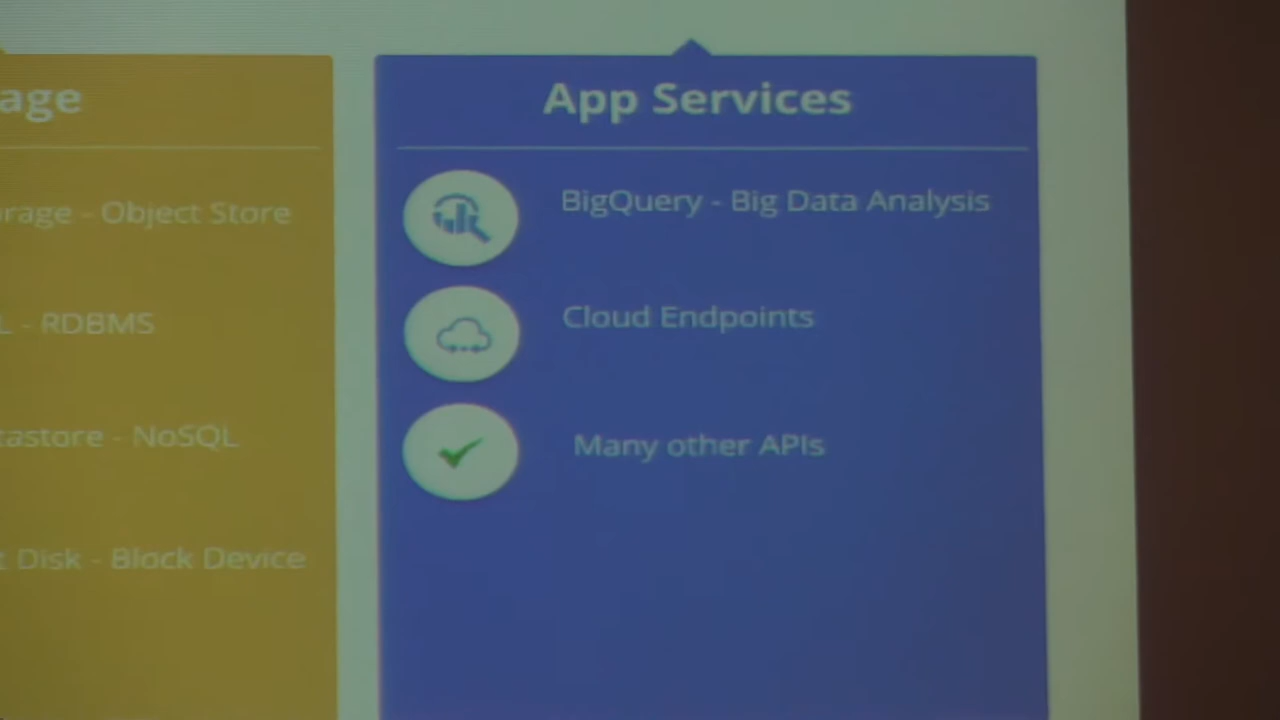 age
rage - Object Store
L - RDBMS
tastore - NoSQL
t Disk - Block Device
App Services
BigQuery - Big Data Analysis
Cloud Endpoints
Many other APIs